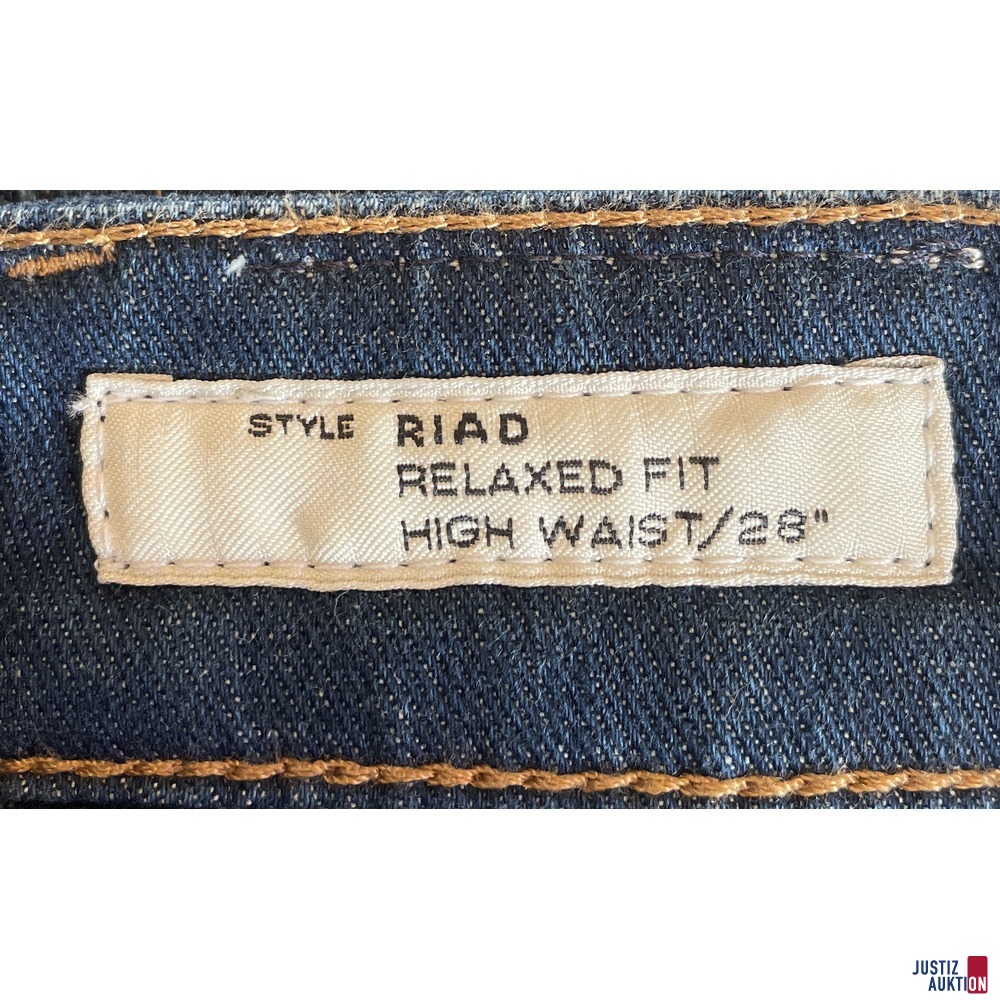 STYLE RIAD
RELAXED FIT
HIGH WAIST/28"
JUSTIZ
AUKTION